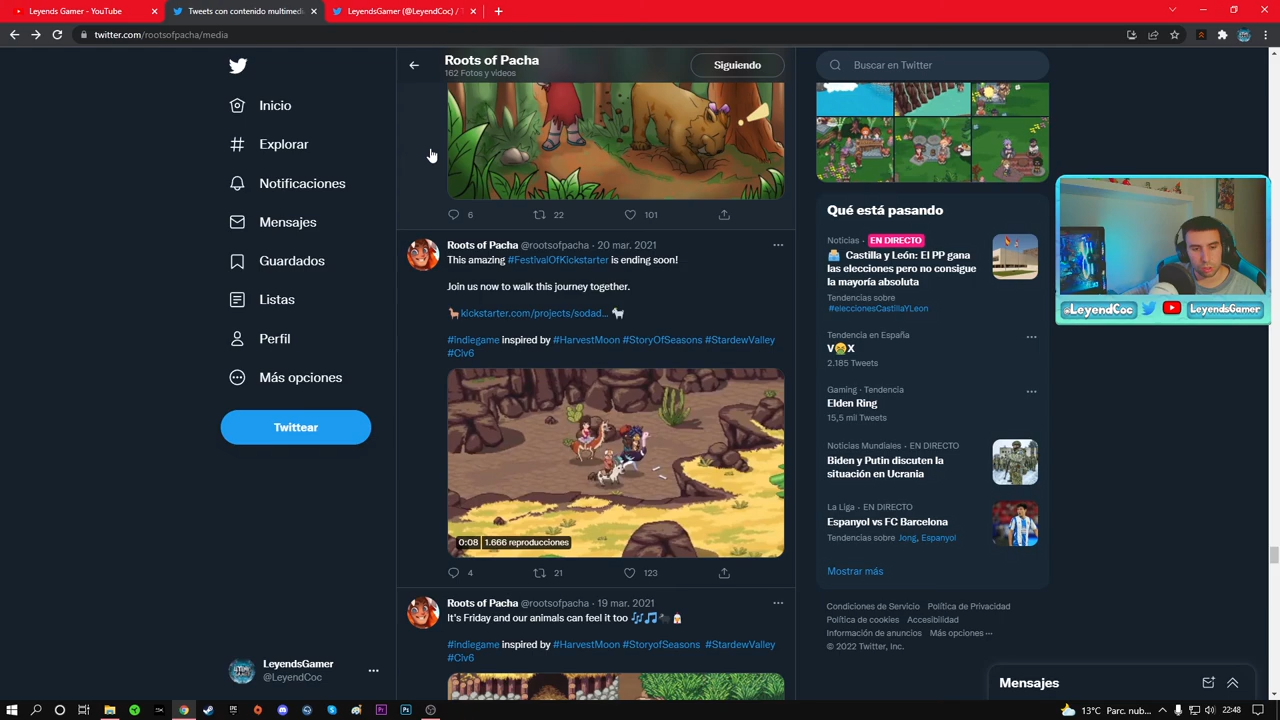 Leyends Gamer - YouTube
Tweets con contenido multimedi
LeyendsGamer (@LeyendCoc) / T
twitter.com/rootsofpacha/media
Inicio
Explorar
Notificaciones
Mensajes
Guardados
Listas
Perfil
Más opciones
Twittear
LeyendsGamer
@LeyendCoc
Roots of Pacha
162 Fotos y videos
Siguiendo
6 22 101
Roots of Pacha @rootsofpacha · 20 mar. 2021
This amazing #FestivalOfKickstarter is ending soon!
Join us now to walk this journey together.
kickstarter.com/projects/sodad…
#indiegame inspired by #HarvestMoon #StoryOfSeasons #StardewValley
#Civ6
0:08 1.666 reproducciones
4 21 123
Roots of Pacha @rootsofpacha · 19 mar. 2021
It's Friday and our animals can feel it too
#indiegame inspired by #HarvestMoon #StoryofSeasons #StardewValley
#Civ6
Buscar en Twitter
Qué está pasando
Noticias · EN DIRECTO
Castilla y León: El PP gana
las elecciones pero no consigue
la mayoría absoluta
Tendencias sobre
#eleccionesCastillaYLeon
Tendencia en España
V🤮X
2.185 Tweets
Gaming · Tendencia
Elden Ring
15,5 mil Tweets
Noticias Mundiales · EN DIRECTO
Biden y Putin discuten la
situación en Ucrania
La Liga · EN DIRECTO
Espanyol vs FC Barcelona
Tendencias sobre Jong, Espanyol
Mostrar más
Condiciones de Servicio Política de Privacidad
Política de cookies Accesibilidad
Información de anuncios Más opciones ···
© 2022 Twitter, Inc.
Mensajes
@LeyendCoc LeyendsGamer
13°C Parc. nub... 22:48